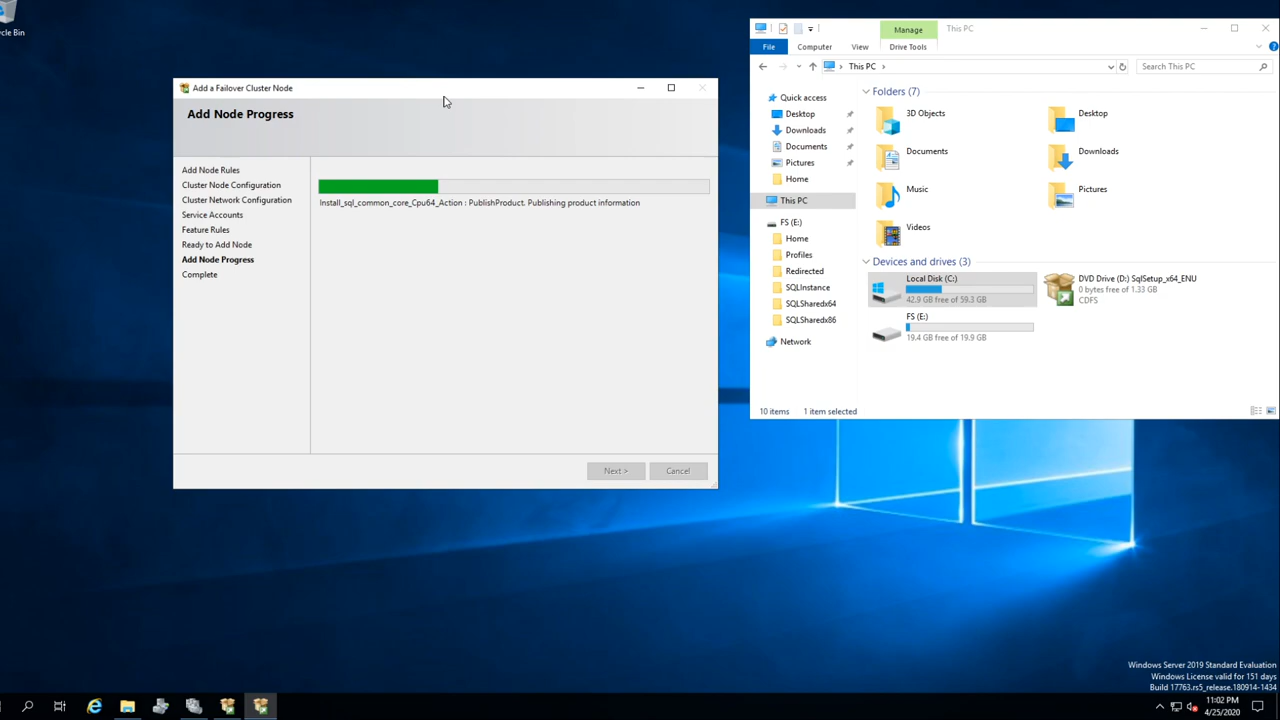 cle Bin
Add a Failover Cluster Node
Add Node Progress
Add Node Rules
Cluster Node Configuration
Cluster Network Configuration
Service Accounts
Feature Rules
Ready to Add Node
Add Node Progress
Complete
Install_sql_common_core_Cpu64_Action : PublishProduct. Publishing product information
Next >
Cancel
Manage
This PC
File
Computer
View
Drive Tools
This PC
Search This PC
Quick access
Desktop
Downloads
Documents
Pictures
Home
This PC
FS (E:)
Home
Profiles
Redirected
SQLInstance
SQLSharedx64
SQLSharedx86
Network
Folders (7)
3D Objects
Desktop
Documents
Downloads
Music
Pictures
Videos
Devices and drives (3)
Local Disk (C:)
42.9 GB free of 59.3 GB
DVD Drive (D:) SqlSetup_x64_ENU
0 bytes free of 1.33 GB
CDFS
FS (E:)
19.4 GB free of 19.9 GB
10 items
1 item selected
Windows Server 2019 Standard Evaluation
Windows License valid for 151 days
Build 17763.rs5_release.180914-1434
11:02 PM
4/25/2020